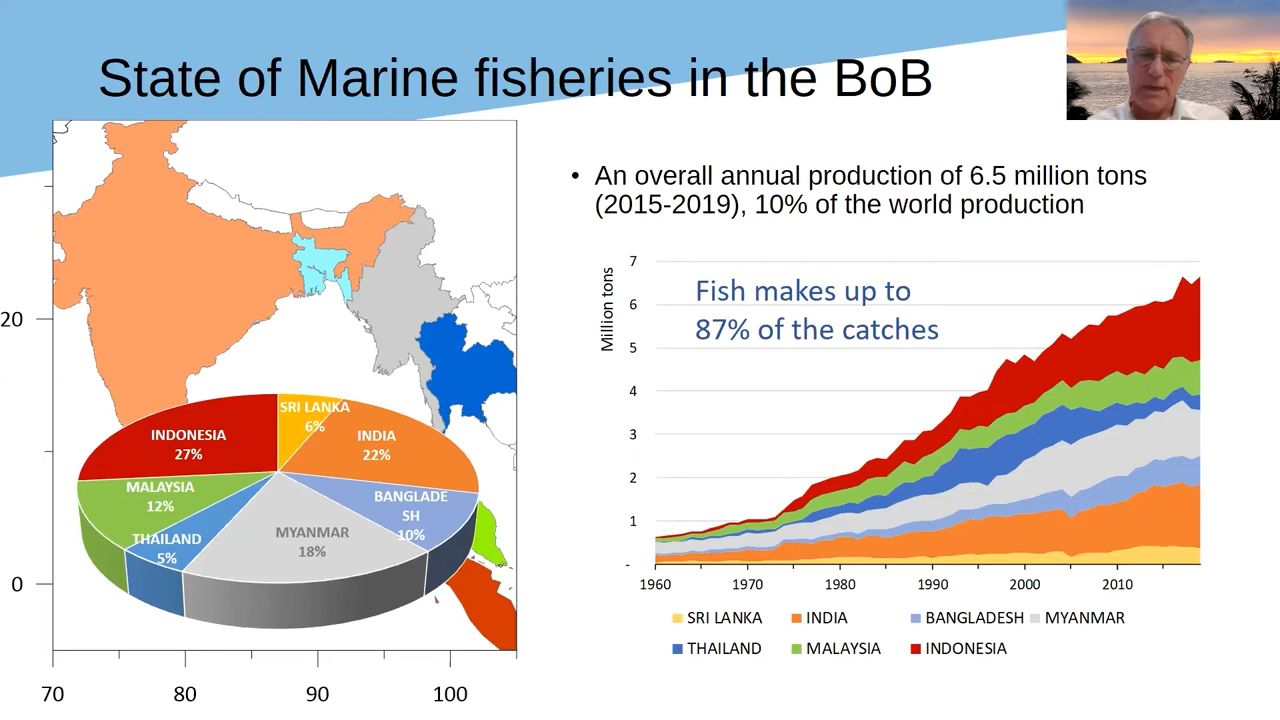 State of Marine fisheries in the BoB
• An overall annual production of 6.5 million tons
(2015-2019), 10% of the world production
20
0
70 80 90 100
SRI LANKA
6%
INDIA
22%
BANGLADE
SH
10%
MYANMAR
18%
THAILAND
5%
MALAYSIA
12%
INDONESIA
27%
Fish makes up to
87% of the catches
Million tons
7
6
5
4
3
2
1
-
1960 1970 1980 1990 2000 2010
SRI LANKA INDIA BANGLADESH MYANMAR
THAILAND MALAYSIA INDONESIA